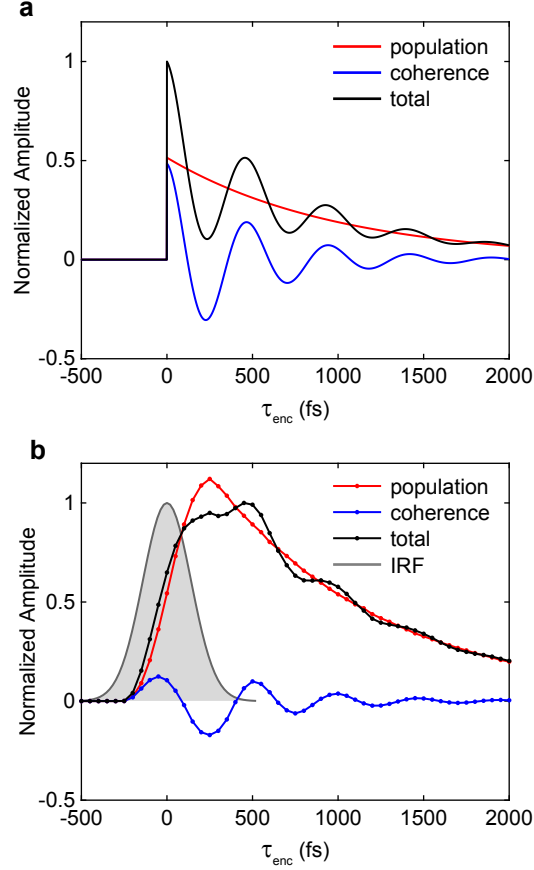 a
population
coherence
total
Normalized Amplitude
1
0.5
0
-0.5
-500 0 500 1000 1500 2000
τenc (fs)
b
population
coherence
total
IRF
Normalized Amplitude
1
0.5
0
-0.5
-500 0 500 1000 1500 2000
τenc (fs)